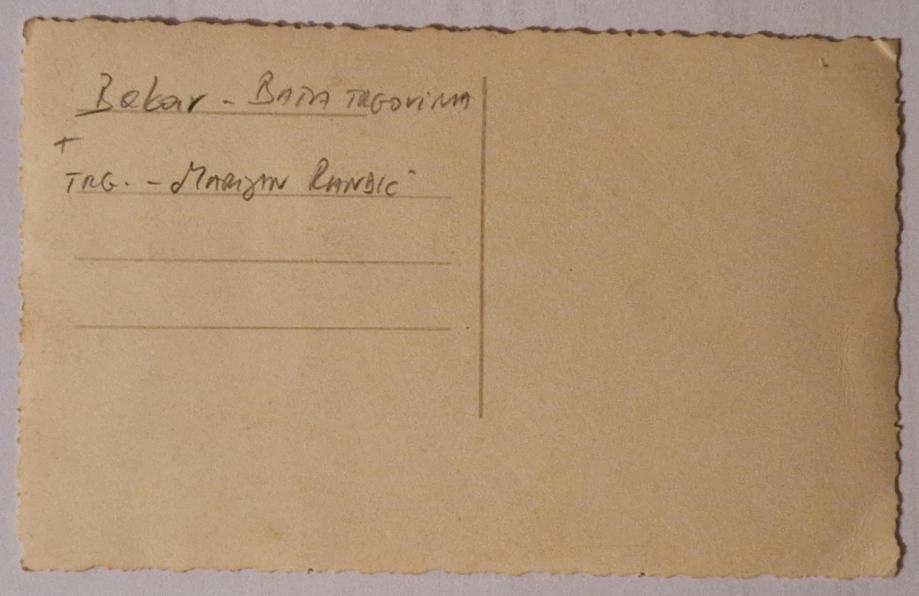 Bakar - BATA TRGOVINA
+
TRG. - MARIJAN RANDIĆ